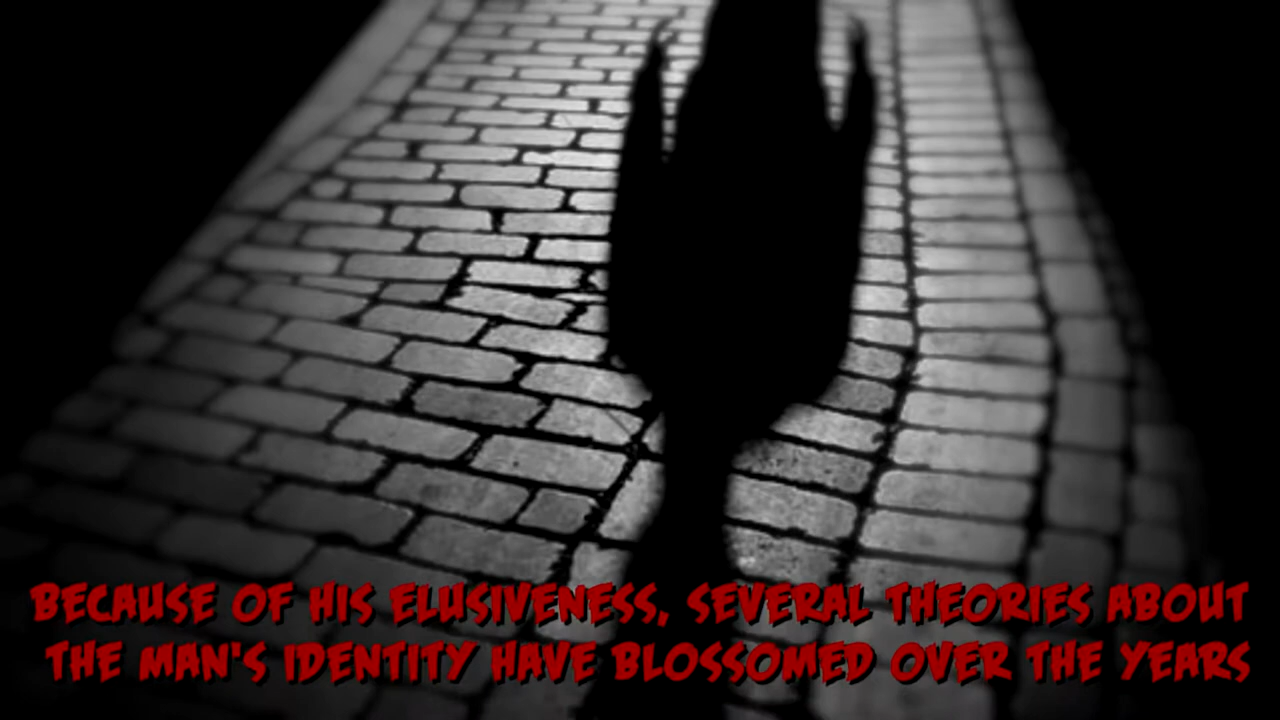 BECAUSE OF HIS ELUSIVENESS, SEVERAL THEORIES ABOUT
THE MAN'S IDENTITY HAVE BLOSSOMED OVER THE YEARS